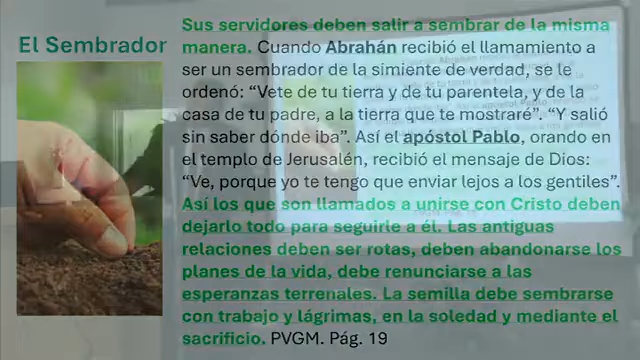 El Sembrador
Sus servidores deben salir a sembrar de la misma
manera. Cuando Abrahán recibió el llamamiento a
ser un sembrador de la simiente de verdad, se le
ordenó: “Vete de tu tierra y de tu parentela, y de la
casa de tu padre, a la tierra que te mostraré”. “Y salió
sin saber dónde iba”. Así el apóstol Pablo, orando en
el templo de Jerusalén, recibió el mensaje de Dios:
“Ve, porque yo te tengo que enviar lejos a los gentiles”.
Así los que son llamados a unirse con Cristo deben
dejarlo todo para seguirle a él. Las antiguas
relaciones deben ser rotas, deben abandonarse los
planes de la vida, debe renunciarse a las
esperanzas terrenales. La semilla debe sembrarse
con trabajo y lágrimas, en la soledad y mediante el
sacrificio. PVGM. Pág. 19